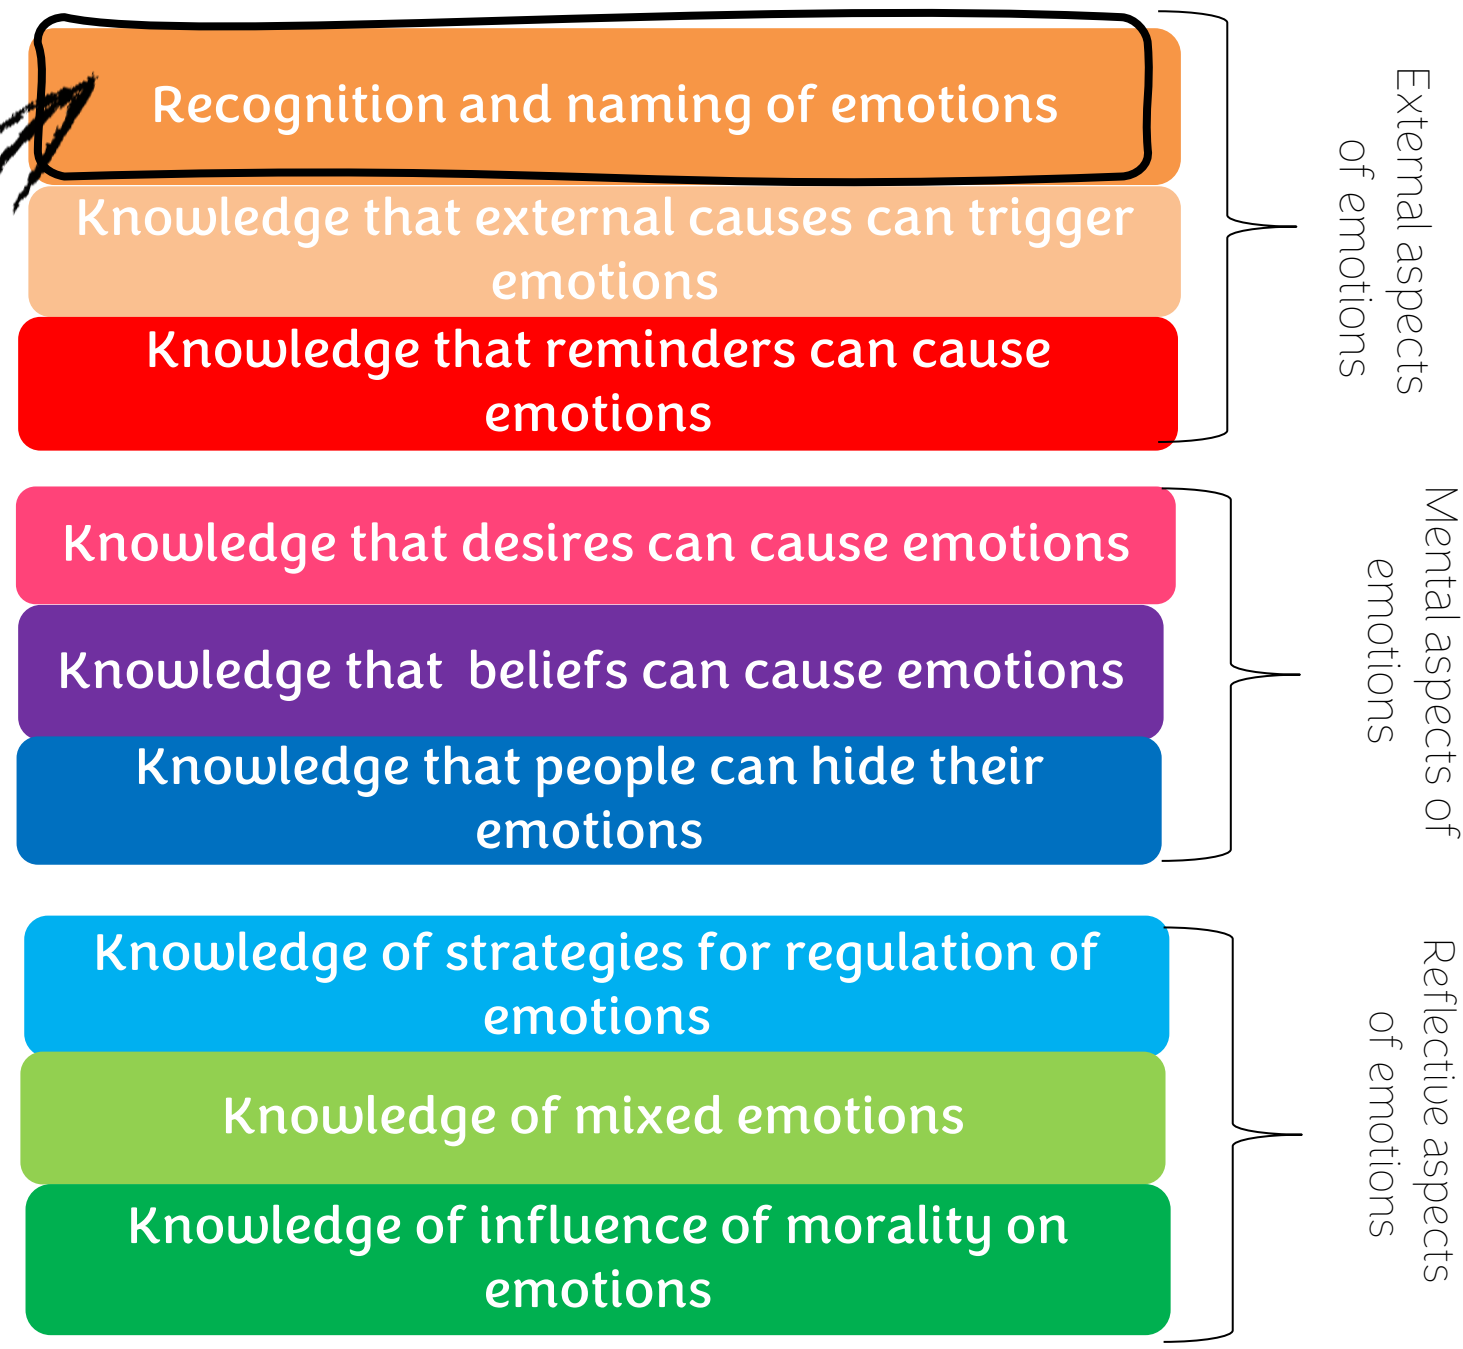 Recognition and naming of emotions
Knowledge that external causes can trigger
emotions
Knowledge that reminders can cause
emotions
External aspects
of emotions
Knowledge that desires can cause emotions
Knowledge that beliefs can cause emotions
Knowledge that people can hide their
emotions
Mental aspects of
emotions
Knowledge of strategies for regulation of
emotions
Knowledge of mixed emotions
Knowledge of influence of morality on
emotions
Reflective aspects
of emotions